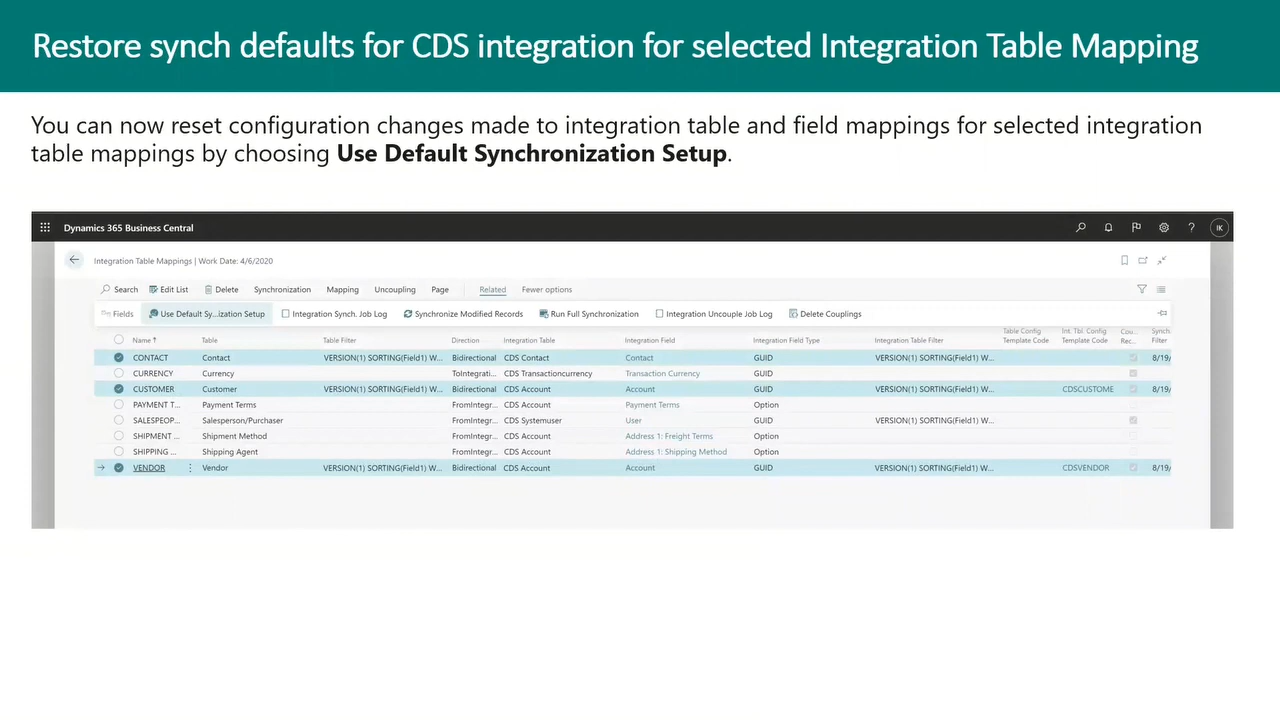 Restore synch defaults for CDS integration for selected Integration Table Mapping
You can now reset configuration changes made to integration table and field mappings for selected integration
table mappings by choosing Use Default Synchronization Setup.
Dynamics 365 Business Central
? IK
Integration Table Mappings | Work Date: 4/6/2020
Search Edit List Delete Synchronization Mapping Uncoupling Page Related Fewer options
Fields Use Default Sy...ization Setup Integration Synch. Job Log Synchronize Modified Records Run Full Synchronization Integration Uncouple Job Log Delete Couplings
Name ↑ Table Table Filter Direction Integration Table Integration Field Integration Field Type Integration Table Filter Table Config Template Code Int. Tbl. Config Template Code Cou... Rec... Synch. Filter
CONTACT Contact VERSION(1) SORTING(Field1) W... Bidirectional CDS Contact Contact GUID VERSION(1) SORTING(Field1) W... 8/19/
CURRENCY Currency ToIntegrati... CDS Transactioncurrency Transaction Currency GUID
CUSTOMER Customer VERSION(1) SORTING(Field1) W... Bidirectional CDS Account Account GUID VERSION(1) SORTING(Field1) W... CDSCUSTOME 8/19/
PAYMENT T... Payment Terms FromIntegr... CDS Account Payment Terms Option
SALESPEOP... Salesperson/Purchaser FromIntegr... CDS Systemuser User GUID VERSION(1) SORTING(Field1) W...
SHIPMENT ... Shipment Method FromIntegr... CDS Account Address 1: Freight Terms Option
SHIPPING ... Shipping Agent FromIntegr... CDS Account Address 1: Shipping Method Option
VENDOR Vendor VERSION(1) SORTING(Field1) W... Bidirectional CDS Account Account GUID VERSION(1) SORTING(Field1) W... CDSVENDOR 8/19/